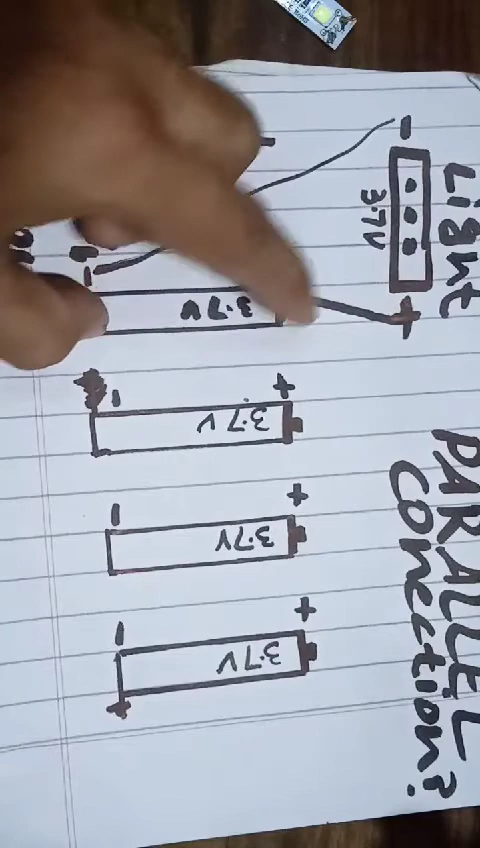 LigHt
PARALLEL
CONECTION?
- +
3.7V
+ + +
3.7V 3.7V 3.7V 3.7V
- - - -